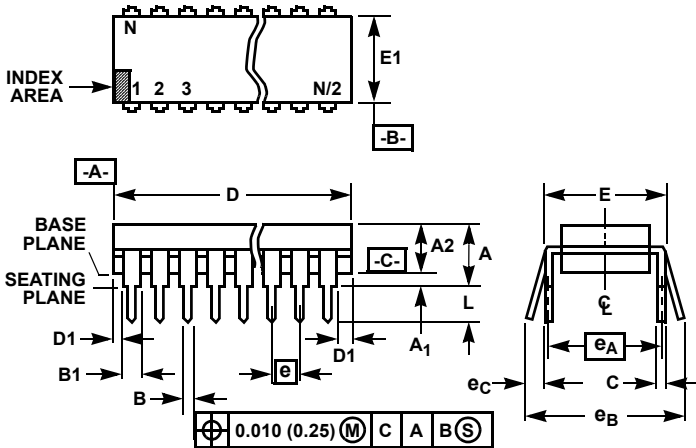 N
E1
INDEX
AREA
1 2 3 N/2
-B-
-A-
D
E
BASE
PLANE
A2
A
-C-
SEATING
PLANE
L
C
L
D1
A1
D1
eA
B1
e
eC
C
B
eB
0.010 (0.25) M C A B S